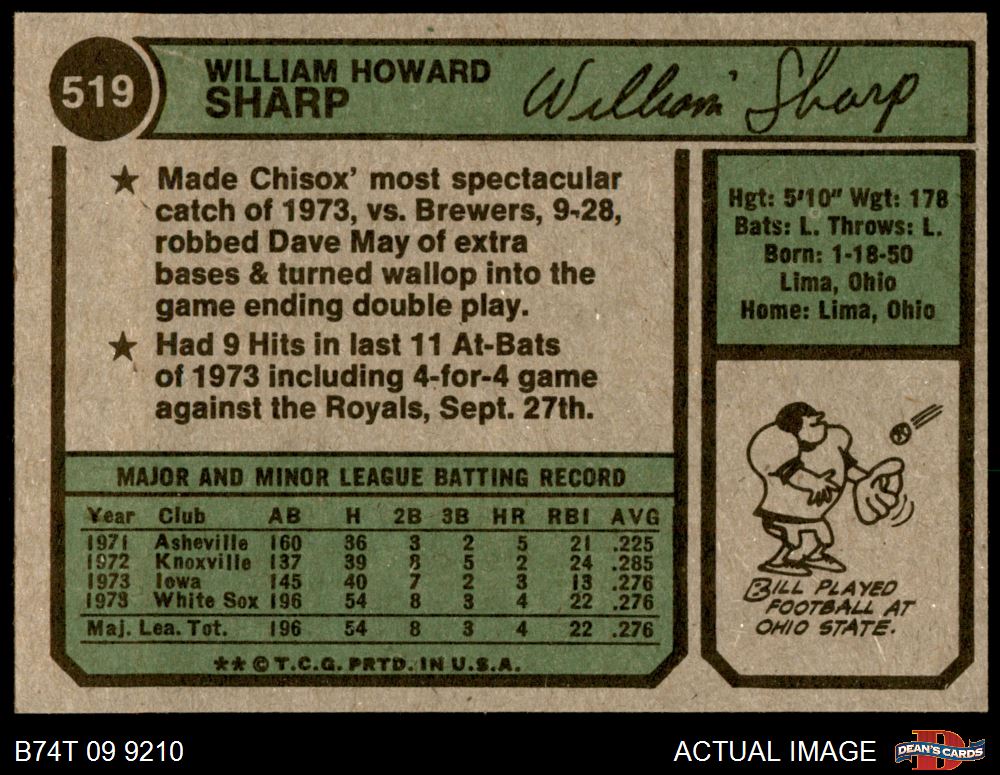 519
WILLIAM HOWARD
SHARP
William Sharp
★ Made Chisox' most spectacular
catch of 1973, vs. Brewers, 9-28,
robbed Dave May of extra
bases & turned wallop into the
game ending double play.
★ Had 9 Hits in last 11 At-Bats
of 1973 including 4-for-4 game
against the Royals, Sept. 27th.
MAJOR AND MINOR LEAGUE BATTING RECORD
Year Club AB H 2B 3B HR RBI AVG
1971 Asheville 160 36 3 2 5 21 .225
1972 Knoxville 137 39 8 5 2 24 .285
1973 Iowa 145 40 7 2 3 13 .276
1973 White Sox 196 54 8 3 4 22 .276
Maj. Lea. Tot. 196 54 8 3 4 22 .276
** © T.C.G. PRTD. IN U.S.A.
Hgt: 5'10" Wgt: 178
Bats: L. Throws: L.
Born: 1-18-50
Lima, Ohio
Home: Lima, Ohio
BILL PLAYED
FOOTBALL AT
OHIO STATE.
B74T 09 9210
ACTUAL IMAGE
D
DEAN'S CARDS